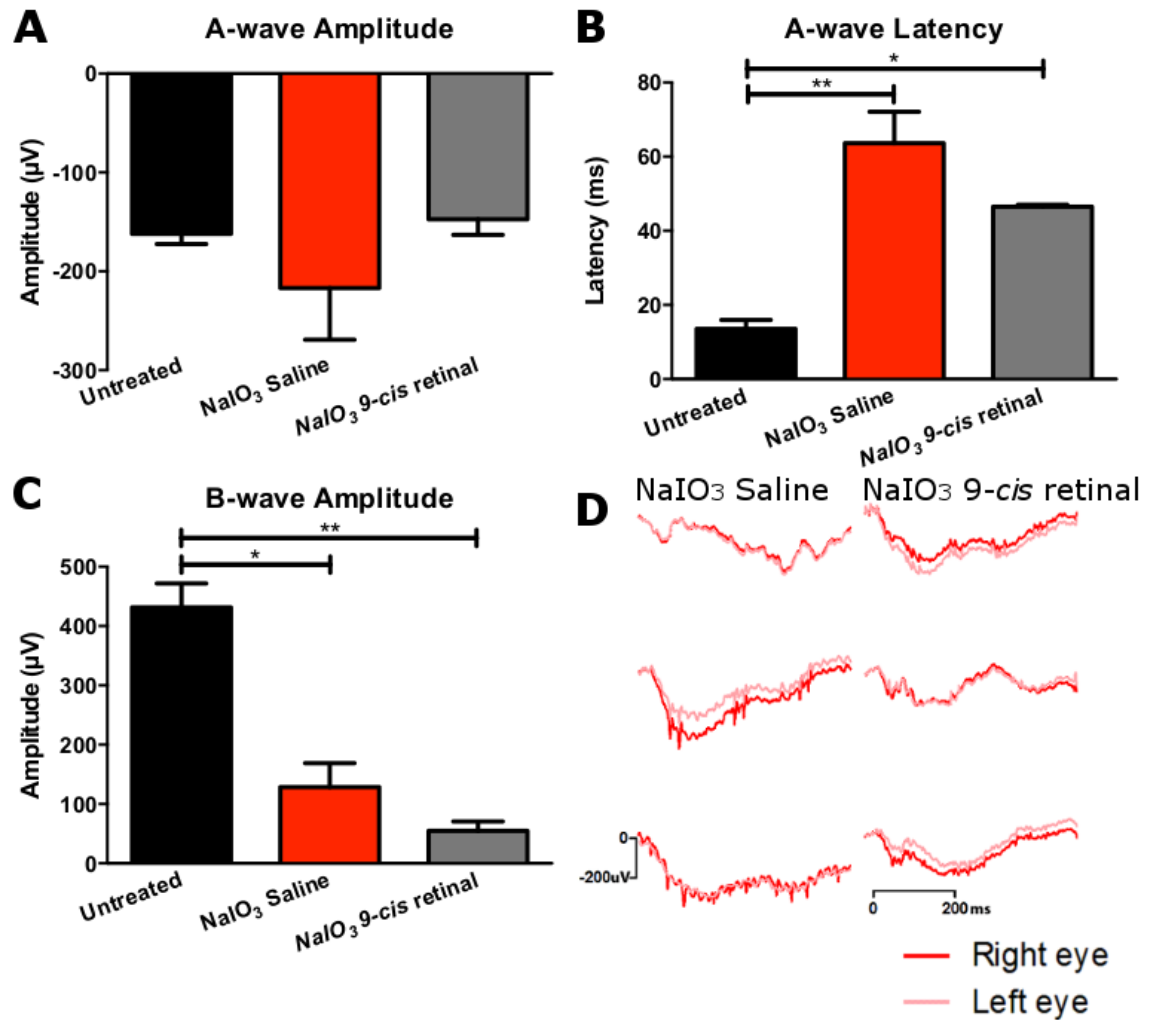 A
A-wave Amplitude
Amplitude (µV)
0
-100
-200
-300
Untreated
NaIO3 Saline
NaIO3 9-cis retinal
B
A-wave Latency
*
**
Latency (ms)
80
60
40
20
0
Untreated
NaIO3 Saline
NaIO3 9-cis retinal
C
B-wave Amplitude
**
*
Amplitude (µV)
500
400
300
200
100
0
Untreated
NaIO3 Saline
NaIO3 9-cis retinal
D
NaIO3 Saline
NaIO3 9-cis retinal
0
-200uV
0
200ms
Right eye
Left eye